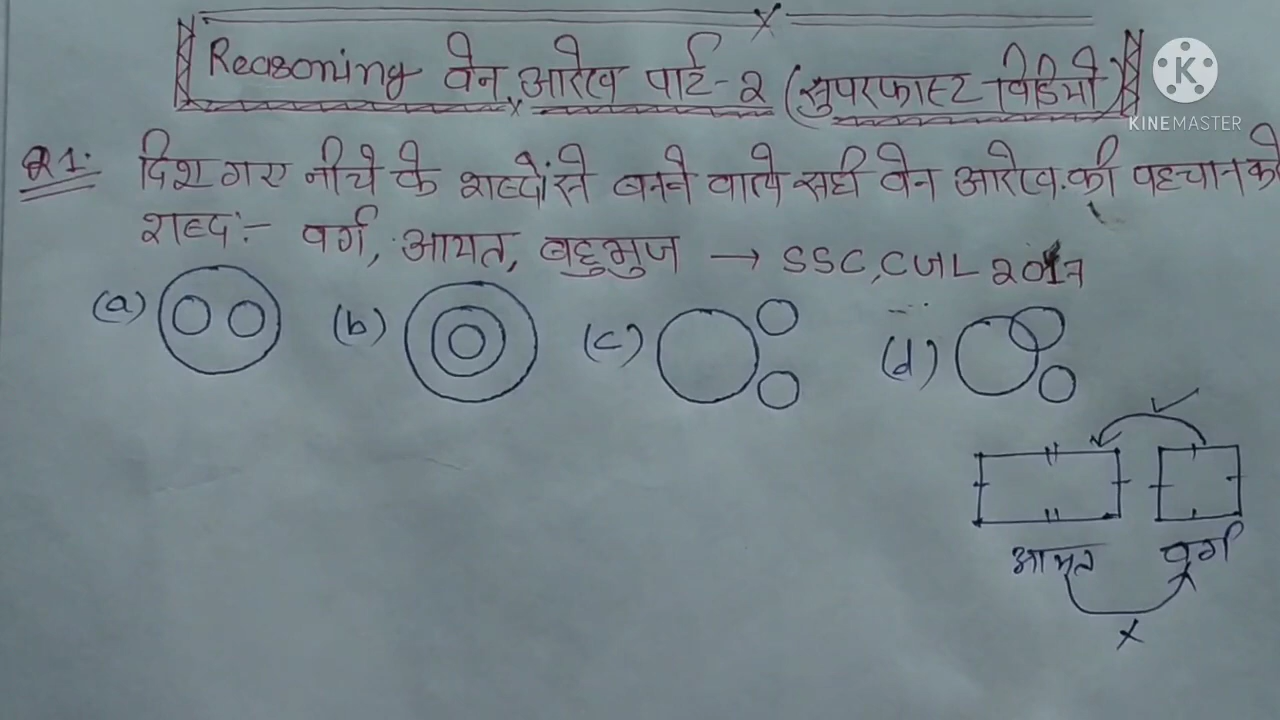 Reasoning वेन आरेख पार्ट-2 (सुपरफास्ट विडियो)
KINEMASTER
Q1: दिए गए नीचे के शब्दों से बनने वाले सही वेन आरेख की पहचान करे
शब्द:- वर्ग, आयत, बहुभुज → SSC, CGL 2017
(a) (b) (c) (d)
आयत वर्ग